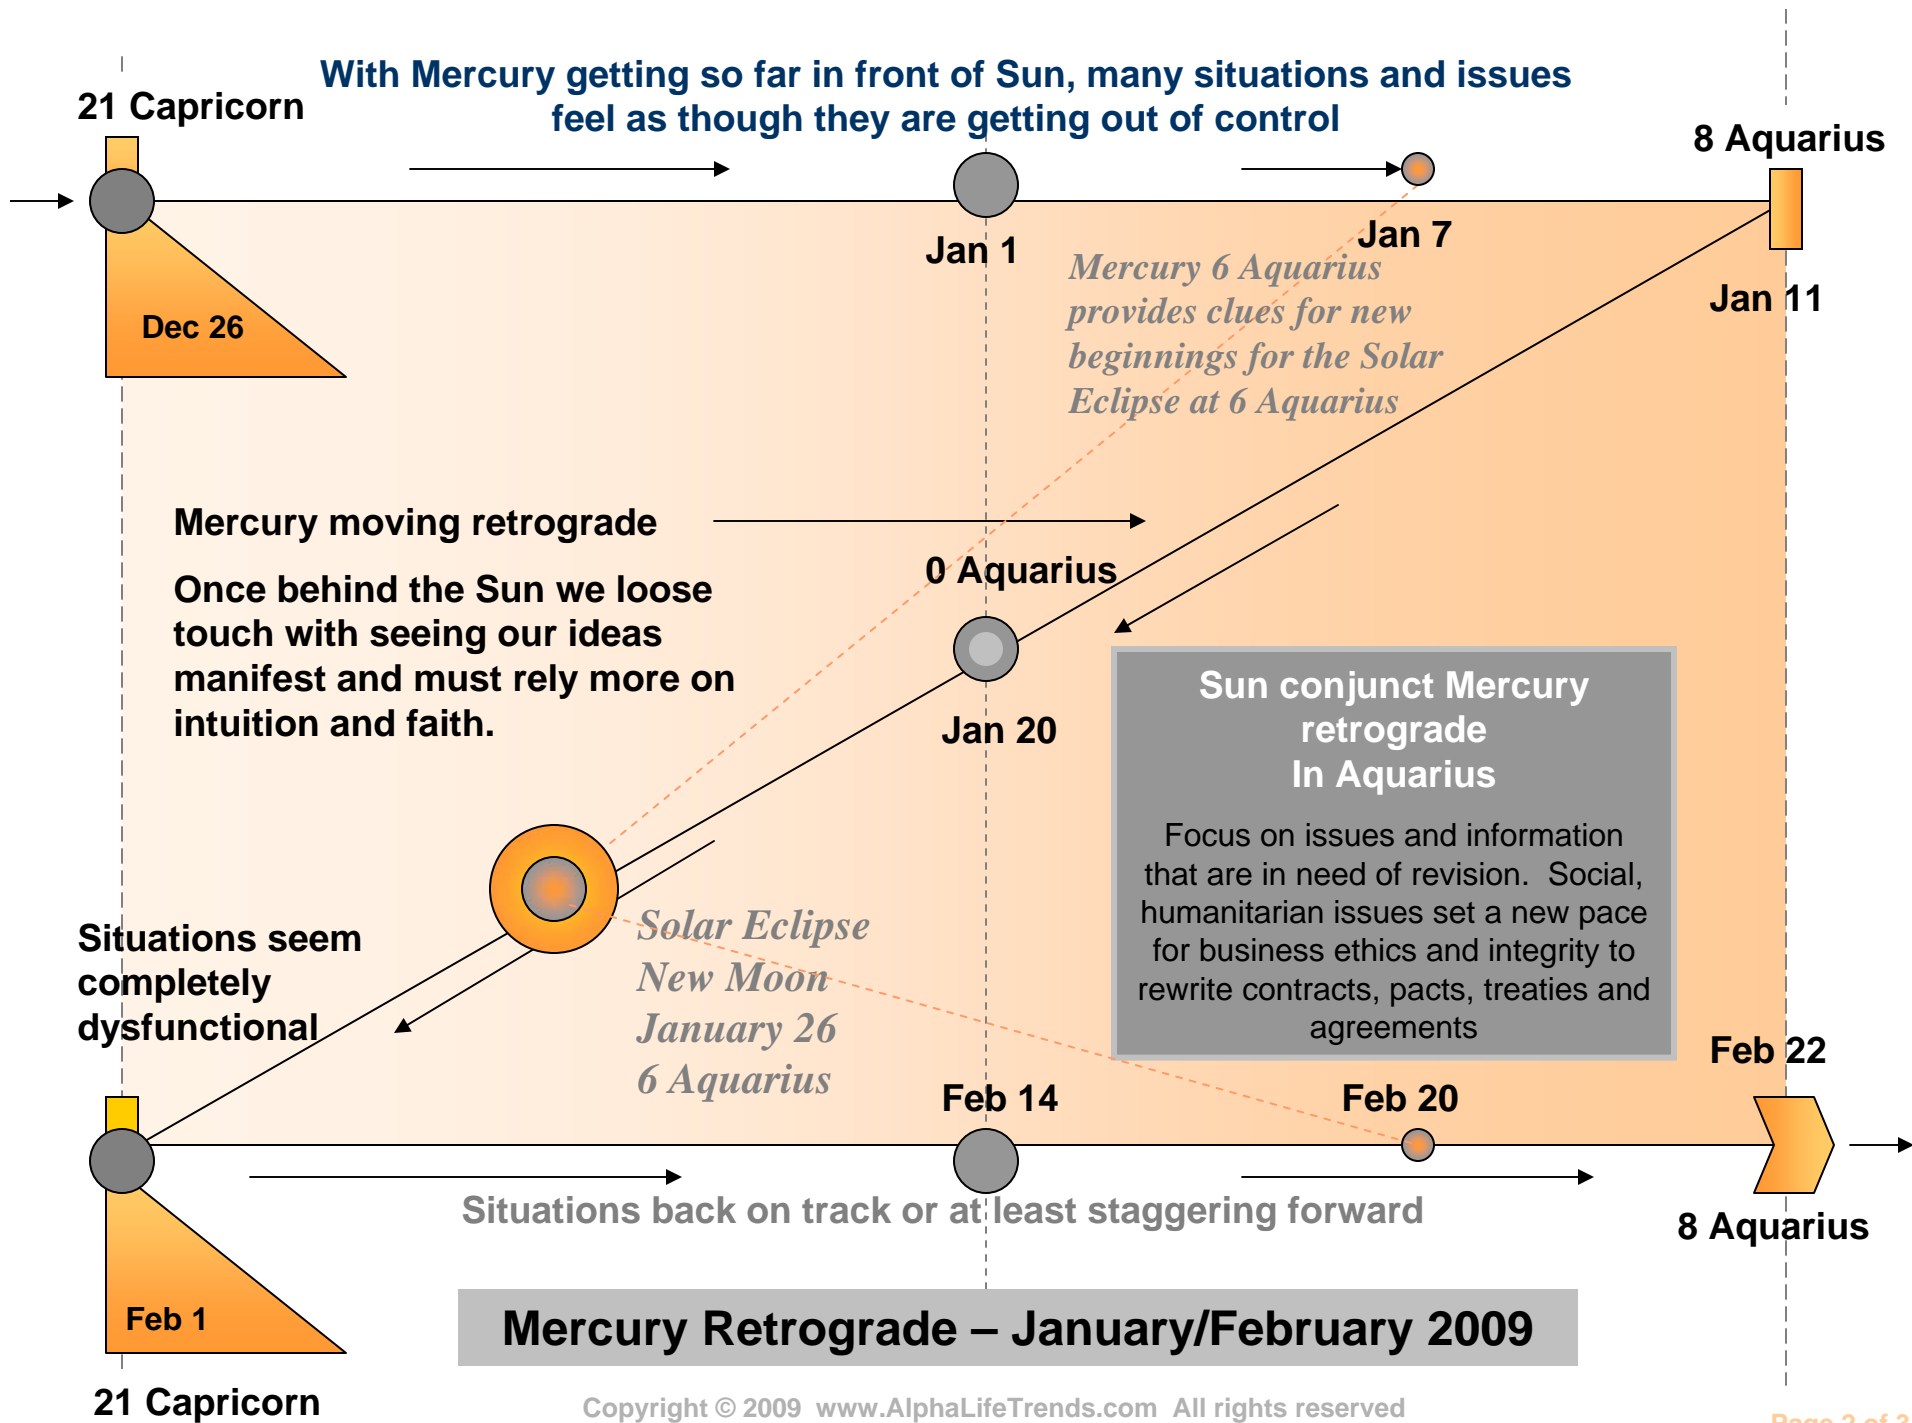 With Mercury getting so far in front of Sun, many situations and issues
feel as though they are getting out of control
21 Capricorn
8 Aquarius
Jan 1
Jan 7
Jan 11
Dec 26
Mercury 6 Aquarius
provides clues for new
beginnings for the Solar
Eclipse at 6 Aquarius
Mercury moving retrograde
Once behind the Sun we loose
touch with seeing our ideas
manifest and must rely more on
intuition and faith.
0 Aquarius
Jan 20
Sun conjunct Mercury
retrograde
In Aquarius
Focus on issues and information
that are in need of revision.  Social,
humanitarian issues set a new pace
for business ethics and integrity to
rewrite contracts, pacts, treaties and
agreements
Situations seem
completely
dysfunctional
Solar Eclipse
New Moon
January 26
6 Aquarius
Feb 14
Feb 20
Feb 22
Situations back on track or at least staggering forward
8 Aquarius
Feb 1
Mercury Retrograde – January/February 2009
21 Capricorn
Copyright © 2009  www.AlphaLifeTrends.com  All rights reserved
Page 2 of 3